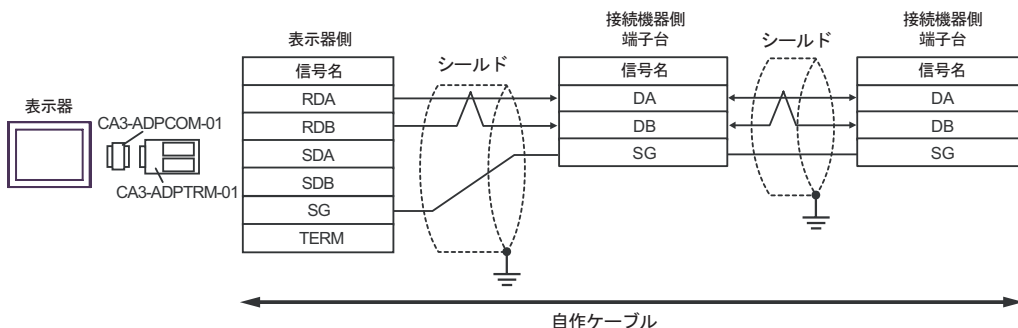 表示器
CA3-ADPCOM-01
CA3-ADPTRM-01
表示器側
信号名
RDA
RDB
SDA
SDB
SG
TERM
シールド
接続機器側
端子台
信号名
DA
DB
SG
シールド
接続機器側
端子台
信号名
DA
DB
SG
自作ケーブル